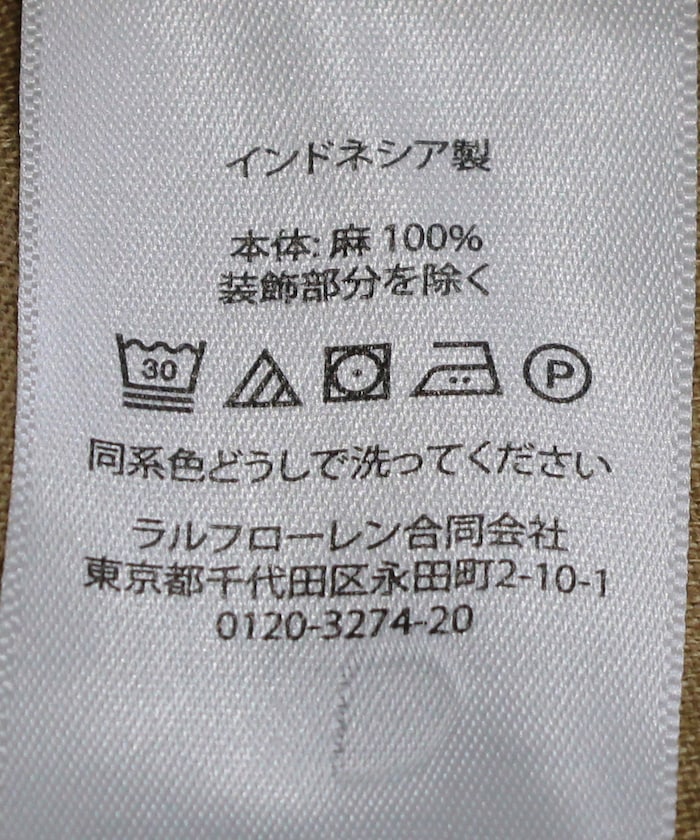 インドネシア製
本体: 麻 100%
装飾部分を除く
30 P
同系色どうしで洗ってください
ラルフローレン合同会社
東京都千代田区永田町2-10-1
0120-3274-20